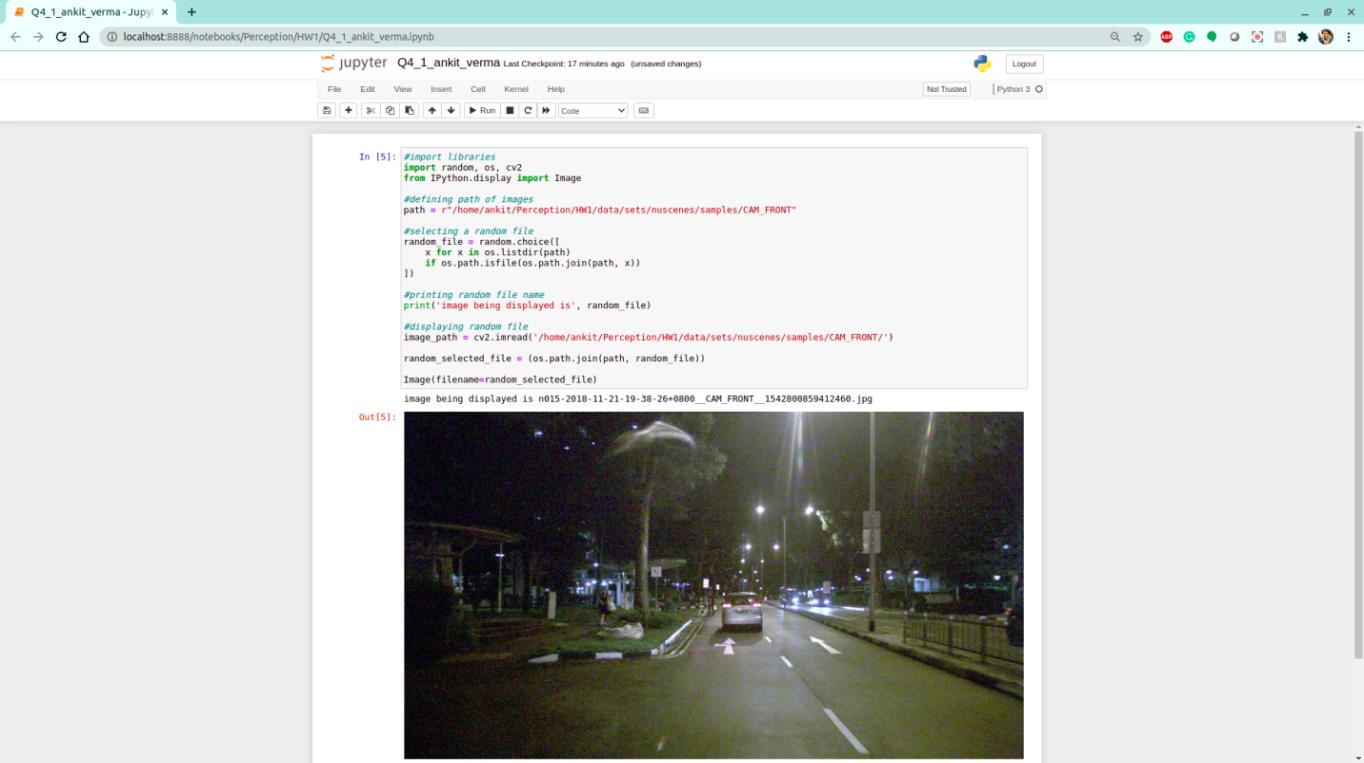 Q4_1_ankit_verma - Jupyt
localhost:8888/notebooks/Perception/HW1/Q4_1_ankit_verma.ipynb
ABP
jupyter Q4_1_ankit_verma Last Checkpoint: 17 minutes ago (unsaved changes)
Logout
File Edit View Insert Cell Kernel Help
Not Trusted
Python 3
Run
Code
In [5]:
#import libraries
import random, os, cv2
from IPython.display import Image
#defining path of images
path = r"/home/ankit/Perception/HW1/data/sets/nuscenes/samples/CAM_FRONT"
#selecting a random file
random_file = random.choice([
    x for x in os.listdir(path)
    if os.path.isfile(os.path.join(path, x))
])
#printing random file name
print('image being displayed is', random_file)
#displaying random file
image_path = cv2.imread('/home/ankit/Perception/HW1/data/sets/nuscenes/samples/CAM_FRONT/')
random_selected_file = (os.path.join(path, random_file))
Image(filename=random_selected_file)
image being displayed is n015-2018-11-21-19-38-26+0800__CAM_FRONT__1542800859412460.jpg
Out[5]: